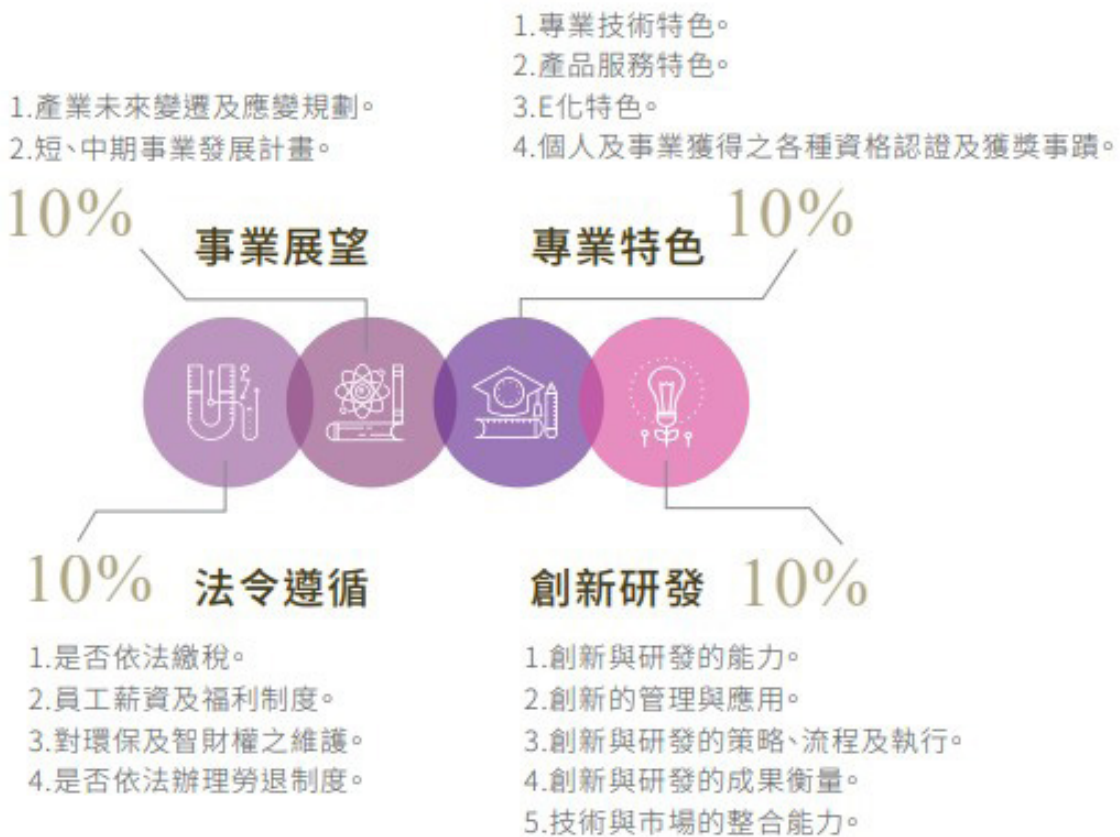 1.產業未來變遷及應變規劃。
2.短、中期事業發展計畫。
10%
事業展望
1.專業技術特色。
2.產品服務特色。
3.E化特色。
4.個人及事業獲得之各種資格認證及獲獎事蹟。
專業特色
10%
10%
法令遵循
1.是否依法繳稅。
2.員工薪資及福利制度。
3.對環保及智財權之維護。
4.是否依法辦理勞退制度。
創新研發
10%
1.創新與研發的能力。
2.創新的管理與應用。
3.創新與研發的策略、流程及執行。
4.創新與研發的成果衡量。
5.技術與市場的整合能力。